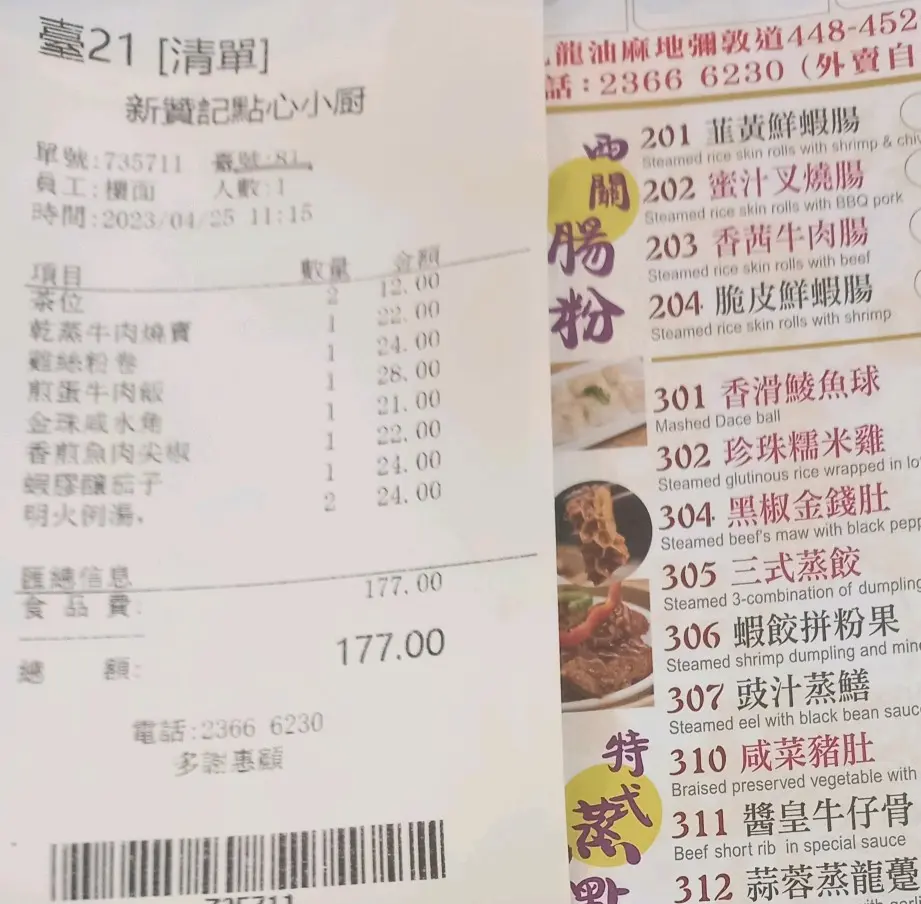 臺21 [清單]
新贊記點心小厨
單號:735711 臺號:81
員工:樓面 人數:1
時間:2023/04/25 11:15
項目 數量 金額
茶位 2 12.00
乾蒸牛肉燒賣 1 22.00
雞絲粉卷 1 24.00
煎蛋牛肉飯 1 28.00
金珠咸水角 1 21.00
香煎魚肉尖椒 1 22.00
蝦膠釀茄子 1 24.00
明火例湯、 2 24.00
匯總信息
食品費: 177.00
總額: 177.00
電話:2366 6230
多謝惠顧
735711
龍油麻地彌敦道448-452
話:2366 6230 (外賣自
西關腸粉
201 韮黃鮮蝦腸
Steamed rice skin rolls with shrimp & chiv
202 蜜汁叉燒腸
Steamed rice skin rolls with BBQ pork
203 香茜牛肉腸
Steamed rice skin rolls with beef
204 脆皮鮮蝦腸
Steamed rice skin rolls with shrimp
301 香滑鯪魚球
Mashed Dace ball
302 珍珠糯米雞
Steamed glutinous rice wrapped in lo
304 黑椒金錢肚
Steamed beef's maw with black pepp
305 三式蒸餃
Steamed 3-combination of dumpling
306 蝦餃拼粉果
Steamed shrimp dumpling and minc
307 豉汁蒸鱔
Steamed eel with black bean sauc
特式蒸點
310 咸菜豬肚
Braised preserved vegetable with
311 醬皇牛仔骨
Beef short rib in special sauce
312 蒜蓉蒸龍躉